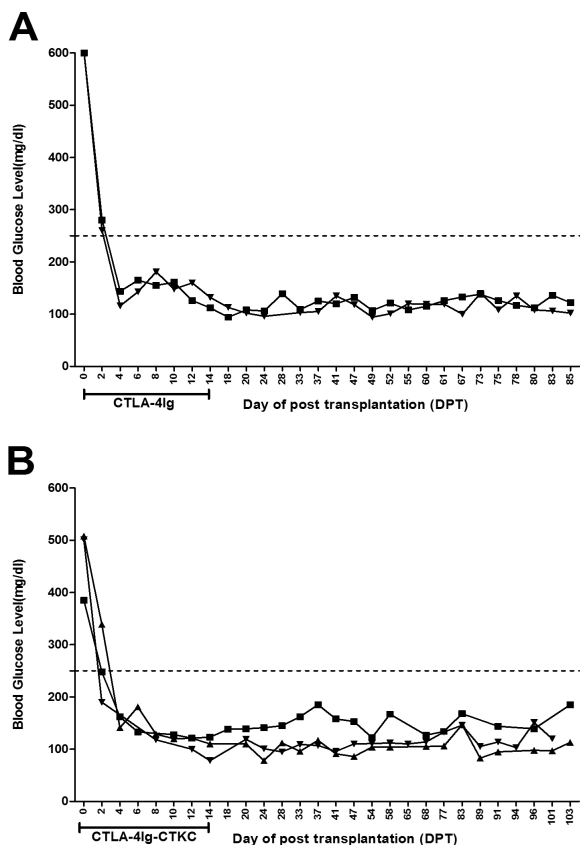 A
600
500
400
300
200
100
0
Blood Glucose Level(mg/dl)
0 2 4 6 8 10 12 14 18 20 24 28 33 37 41 47 49 52 55 60 61 67 73 75 78 80 83 85
CTLA-4Ig
Day of post transplantation (DPT)
B
600
500
400
300
200
100
0
Blood Glucose Level(mg/dl)
0 2 4 6 8 10 12 14 18 20 24 28 33 37 41 47 54 58 65 68 77 83 89 91 94 96 101 103
CTLA-4Ig-CTKC
Day of post transplantation (DPT)